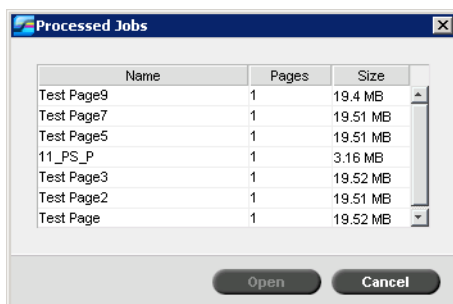 Processed Jobs
Name Pages Size
Test Page9 1 19.4 MB
Test Page7 1 19.51 MB
Test Page5 1 19.51 MB
11_PS_P 1 3.16 MB
Test Page3 1 19.52 MB
Test Page2 1 19.51 MB
Test Page 1 19.52 MB
Open Cancel